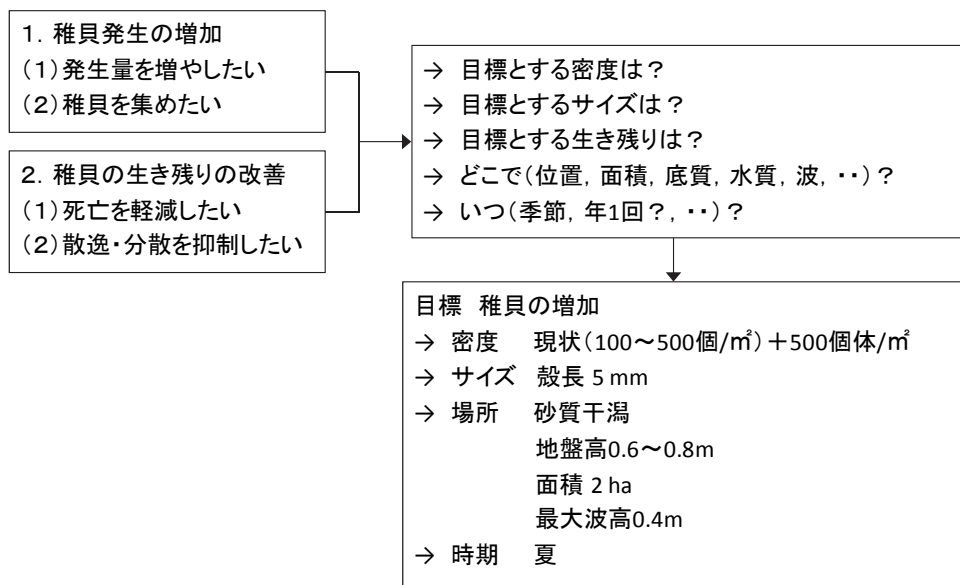 1．稚貝発生の増加
（1）発生量を増やしたい
（2）稚貝を集めたい
2．稚貝の生き残りの改善
（1）死亡を軽減したい
（2）散逸・分散を抑制したい
→ 目標とする密度は？
→ 目標とするサイズは？
→ 目標とする生き残りは？
→ どこで（位置，面積，底質，水質，波，・・）？
→ いつ（季節，年1回？，・・）？
目標 稚貝の増加
→ 密度 現状（100～500個/㎡）＋500個体/㎡
→ サイズ 殻長 5 mm
→ 場所 砂質干潟
地盤高0.6～0.8m
面積 2 ha
最大波高0.4m
→ 時期 夏